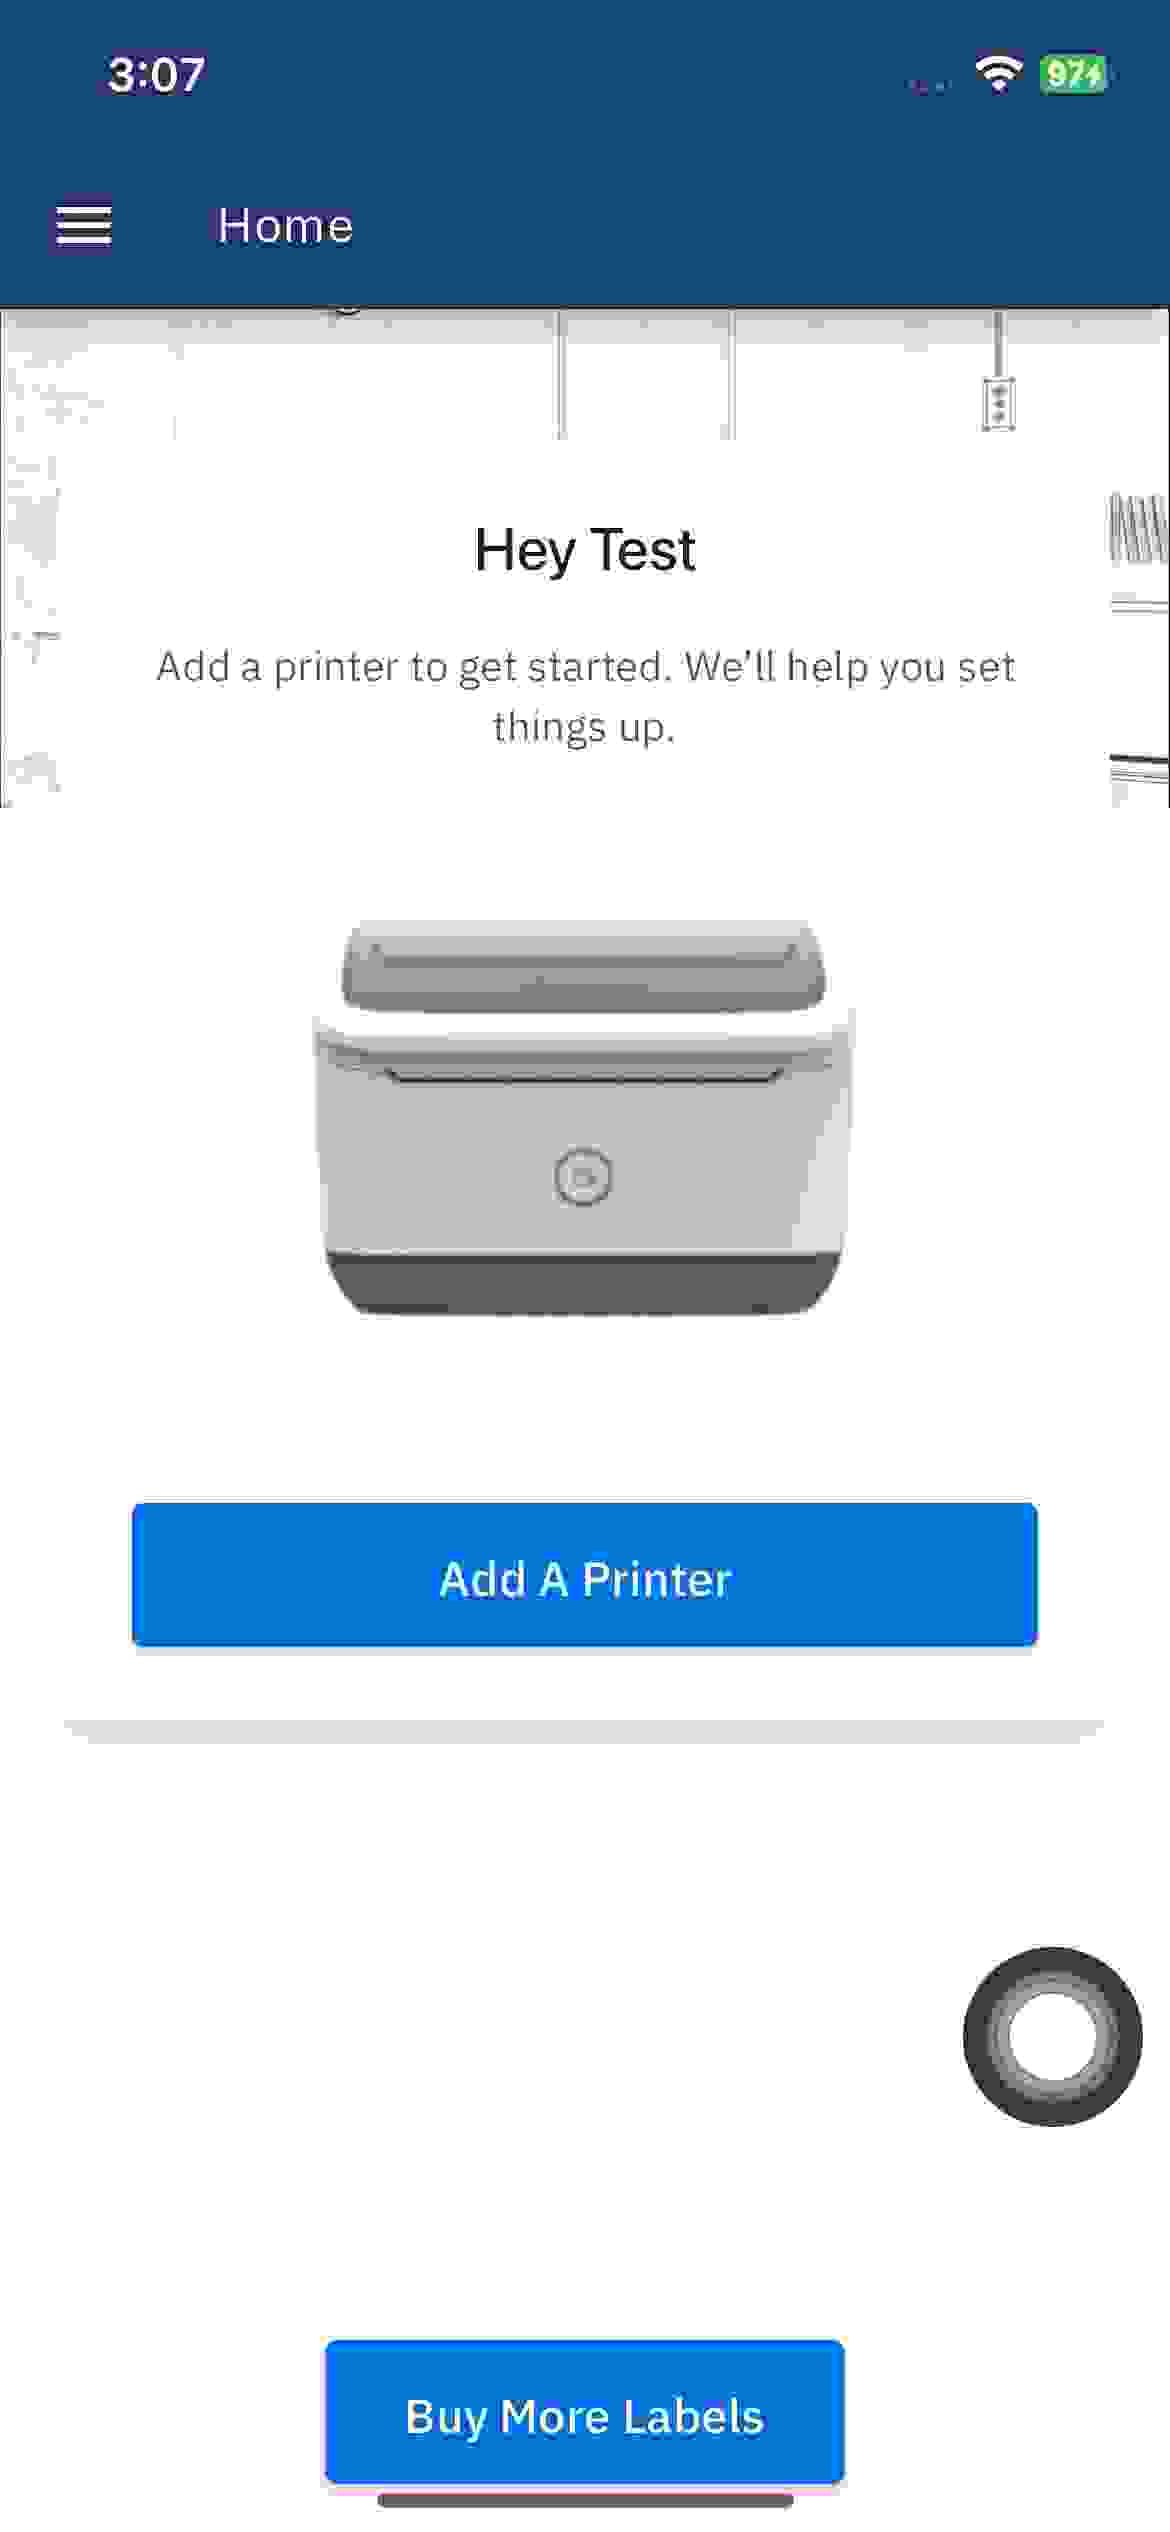 3:07
97
Home
Hey Test
Add a printer to get started. We'll help you set
things up.
Add A Printer
Buy More Labels